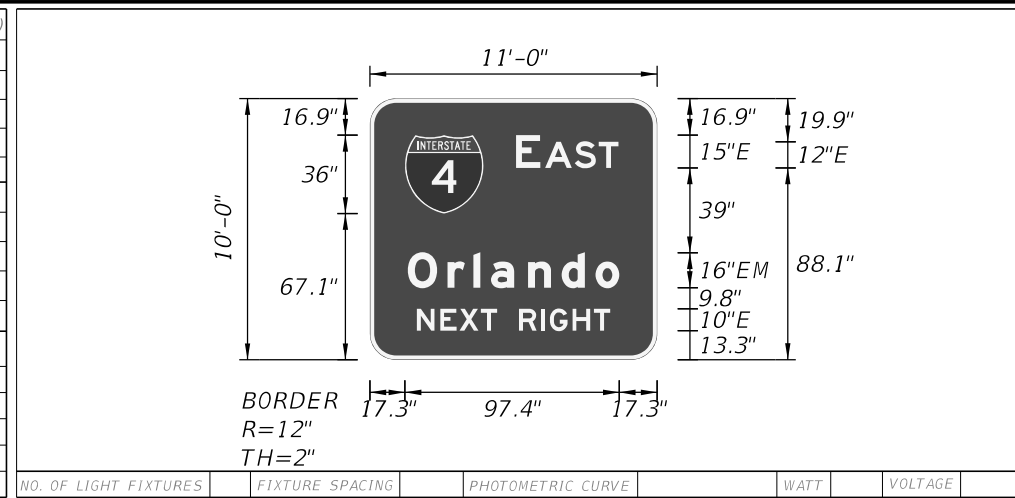 )
11'-0"
10'-0"
16.9"
36"
67.1"
INTERSTATE
4
EAST
Orlando
NEXT RIGHT
16.9"
15"E
39"
16"EM
9.8"
10"E
13.3"
19.9"
12"E
88.1"
17.3" 97.4" 17.3"
BORDER
R=12"
TH=2"
NO. OF LIGHT FIXTURES FIXTURE SPACING PHOTOMETRIC CURVE WATT VOLTAGE